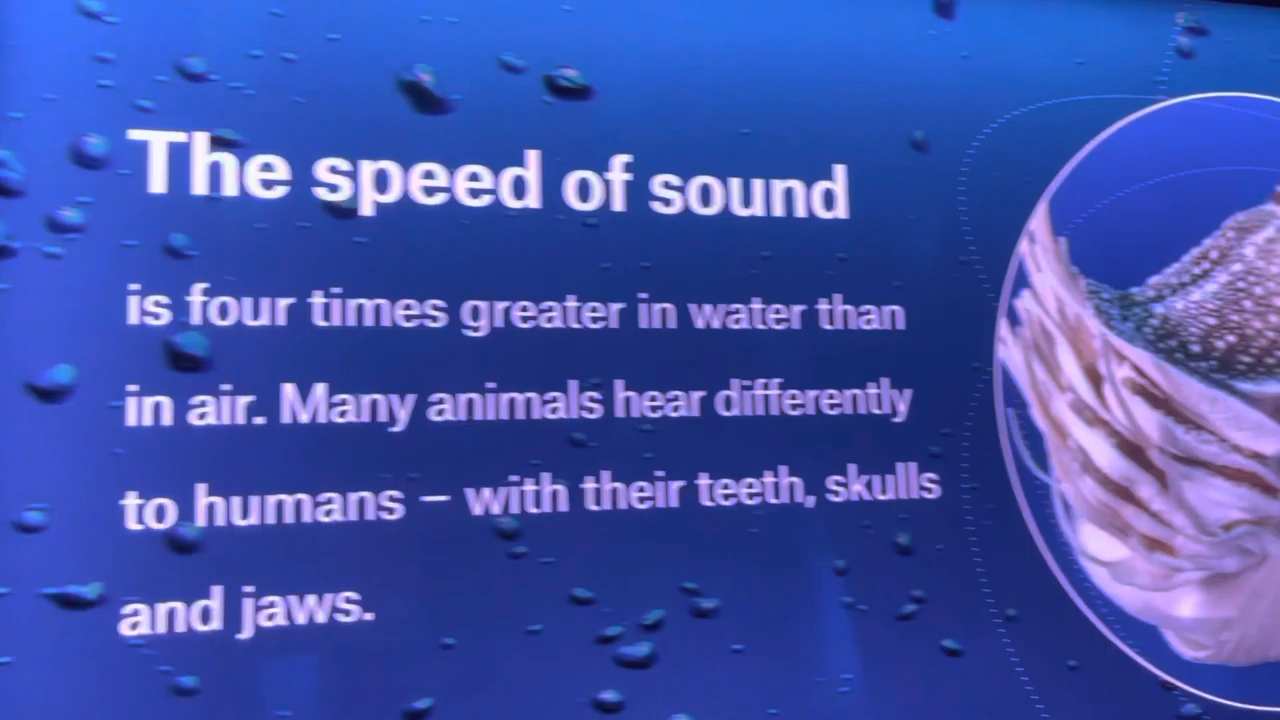 The speed of sound
is four times greater in water than
in air. Many animals hear differently
to humans – with their teeth, skulls
and jaws.